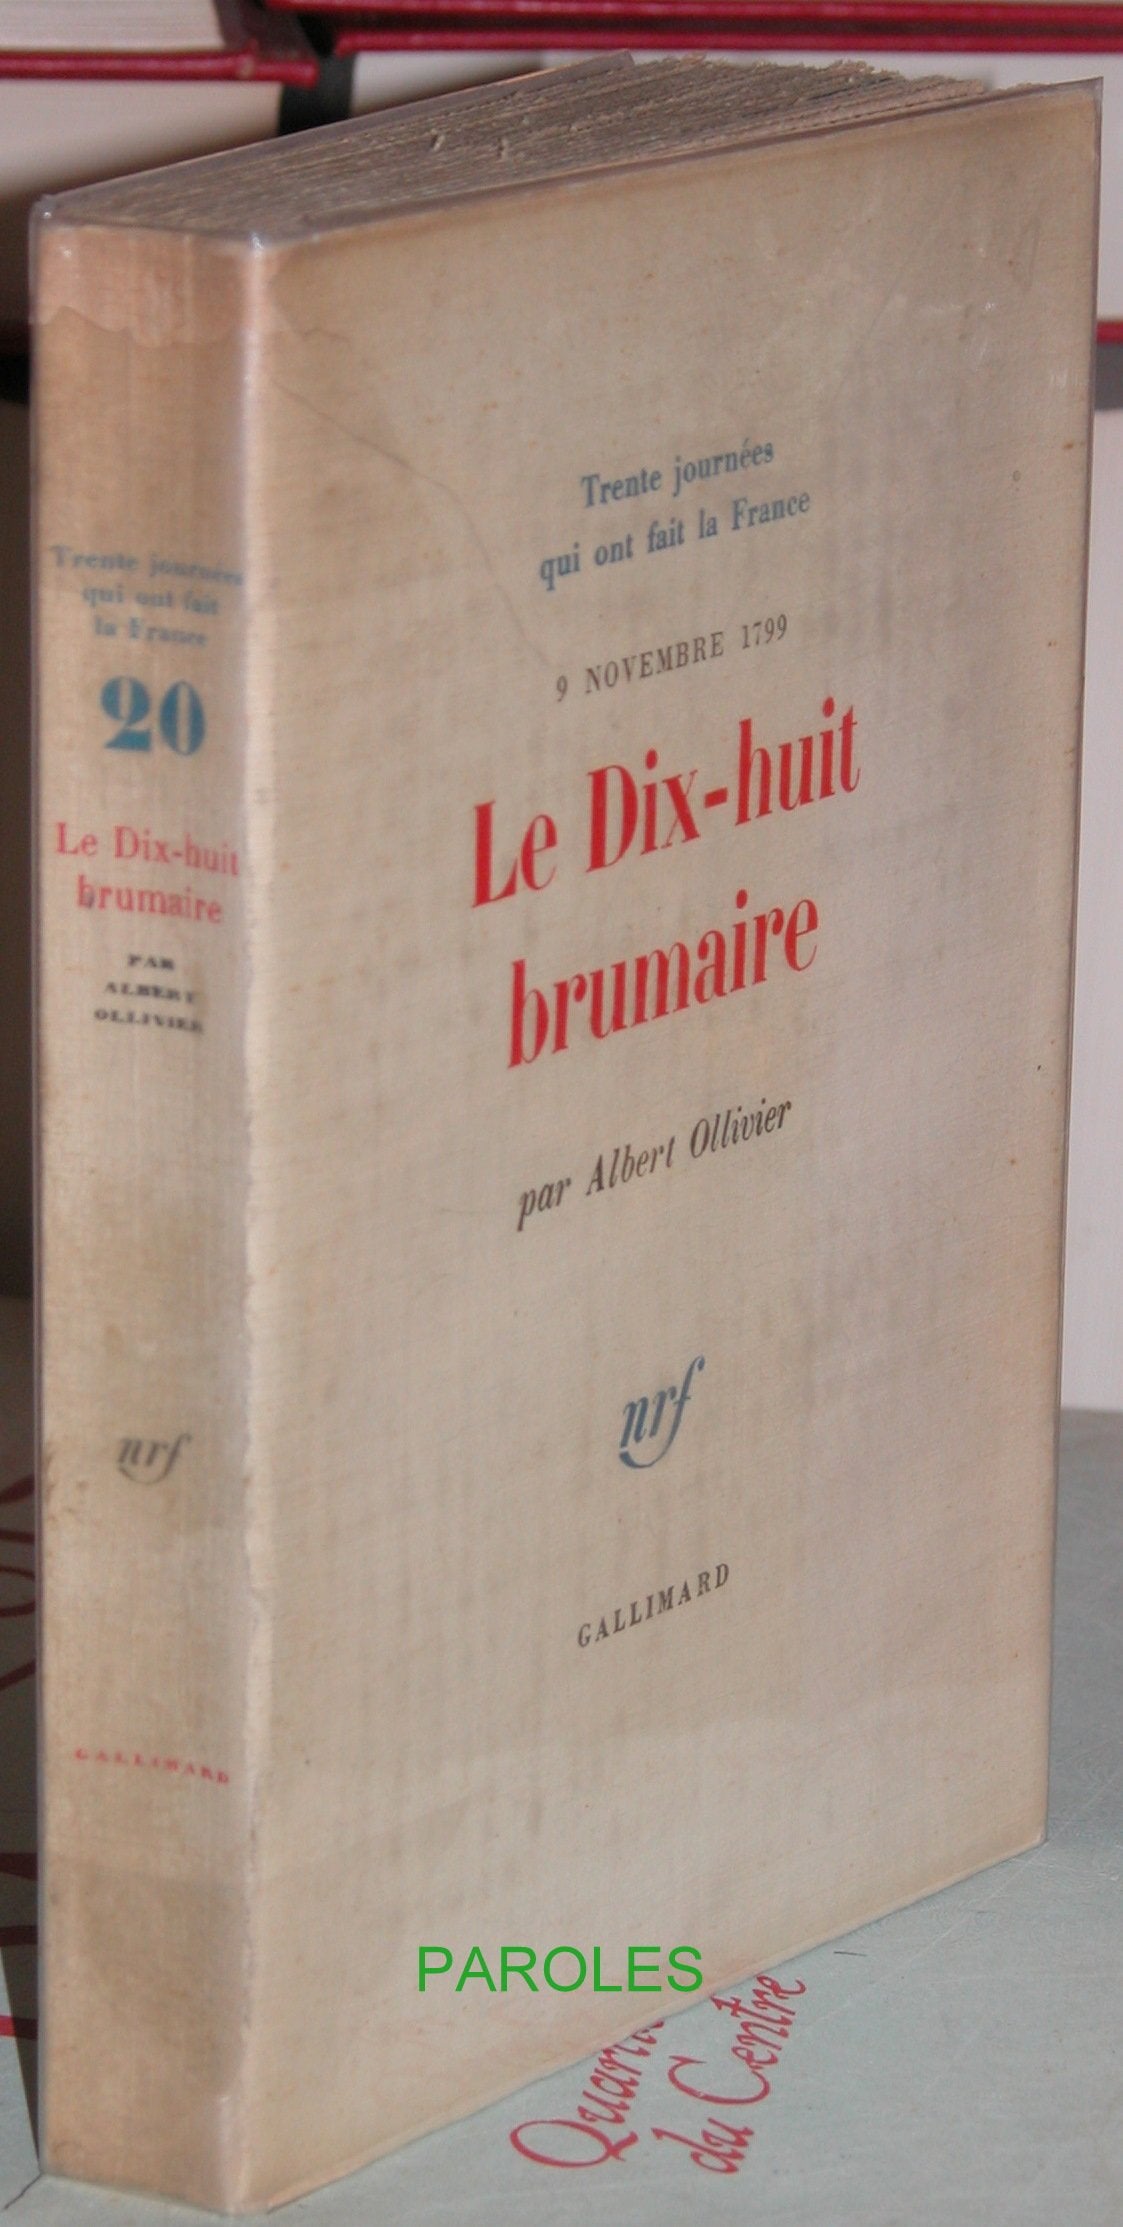 Trente journées
qui ont fait
la France
20
Le Dix-huit
brumaire
PAR
ALBERT
OLLIVIER
nrf
GALLIMARD
Trente journées
qui ont fait la France
9 NOVEMBRE 1799
Le Dix-huit
brumaire
par Albert Ollivier
nrf
GALLIMARD
PAROLES
du Centre